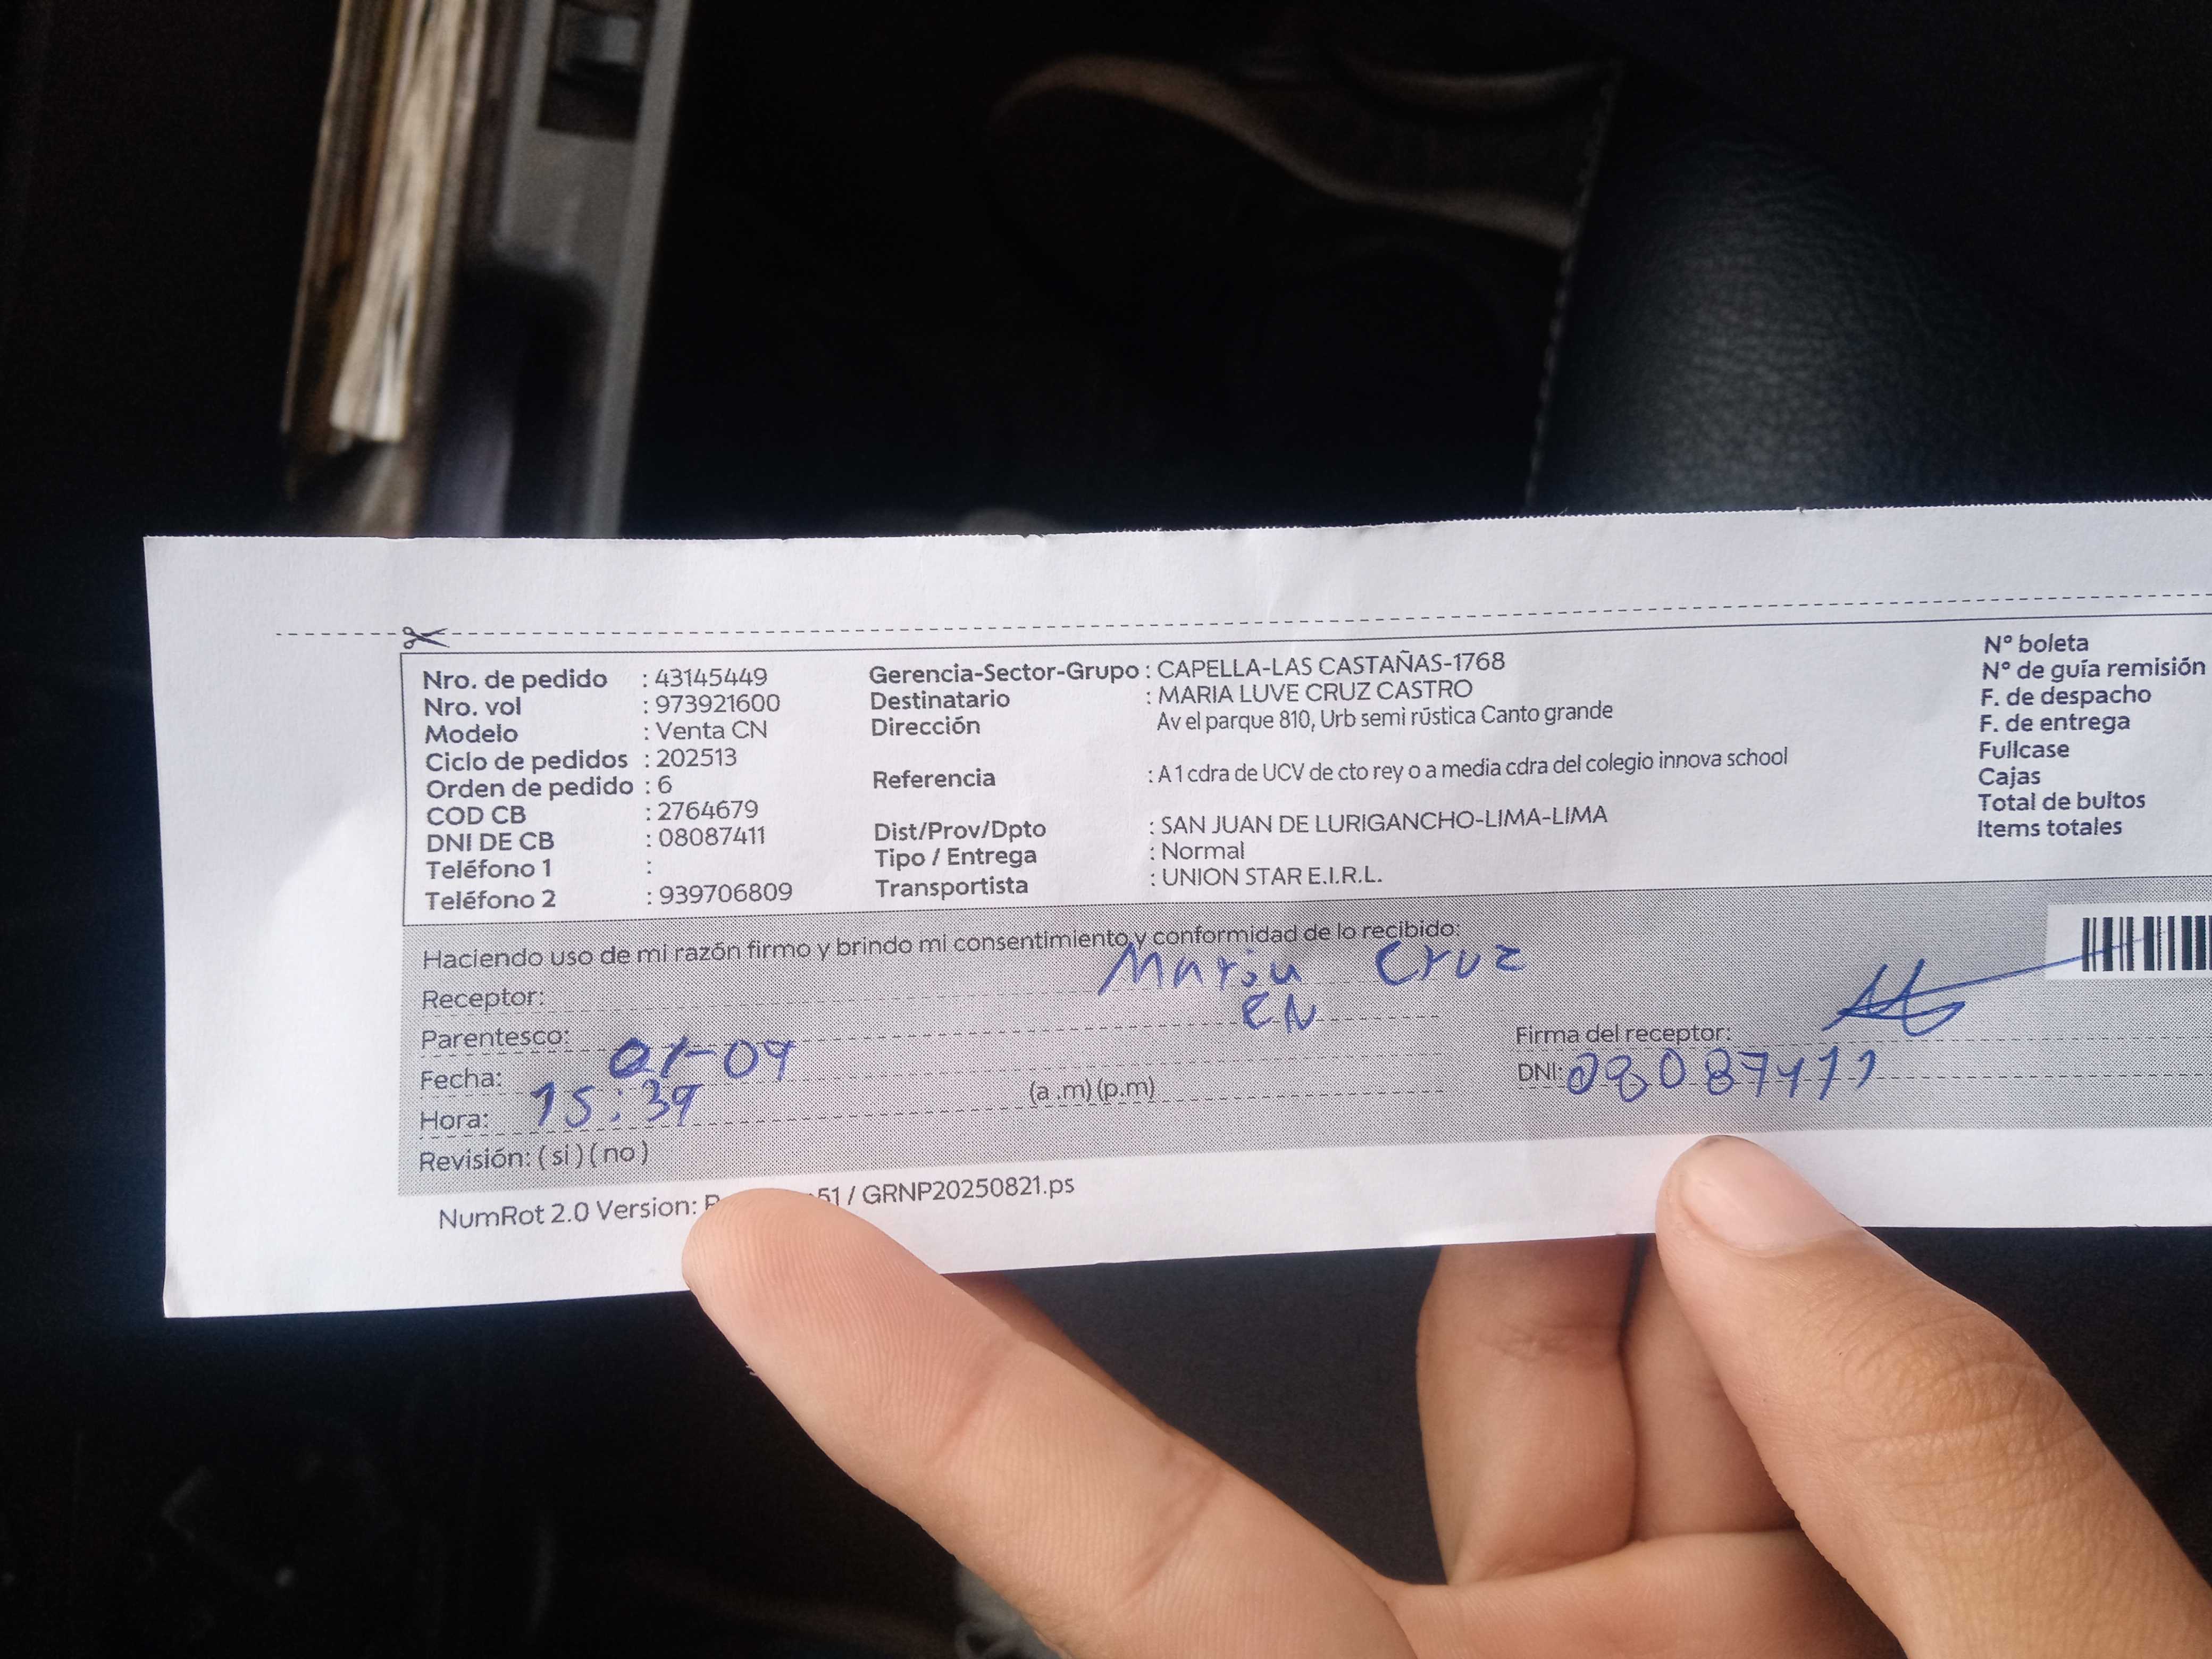 Nro. de pedido : 43145449
Nro. vol : 973921600
Modelo : Venta CN
Ciclo de pedidos : 202513
Orden de pedido : 6
COD CB : 2764679
DNI DE CB : 08087411
Teléfono 1 :
Teléfono 2 : 939706809
Gerencia-Sector-Grupo : CAPELLA-LAS CASTAÑAS-1768
Destinatario : MARIA LUVE CRUZ CASTRO
Dirección Av el parque 810, Urb semi rústica Canto grande
Referencia : A 1 cdra de UCV de cto rey o a media cdra del colegio innova school
Dist/Prov/Dpto : SAN JUAN DE LURIGANCHO-LIMA-LIMA
Tipo / Entrega : Normal
Transportista : UNION STAR E.I.R.L.
N° boleta
N° de guía remisión
F. de despacho
F. de entrega
Fullcase
Cajas
Total de bultos
Items totales
Haciendo uso de mi razón firmo y brindo mi consentimiento y conformidad de lo recibido:
Receptor: Maria Cruz
Parentesco: CN
Fecha: 01-09
Hora: 15:39 (a .m) (p.m)
Revisión: ( si ) ( no )
Firma del receptor:
DNI: 08087411
NumRot 2.0 Version: 51 / GRNP20250821.ps